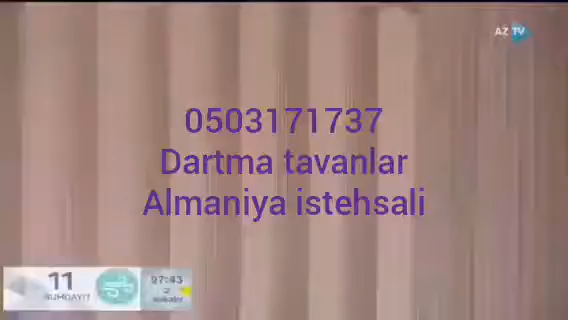 AZ TV
0503171737
Dartma tavanlar
Almaniya istehsali
11
SUMQAYIT
07:43